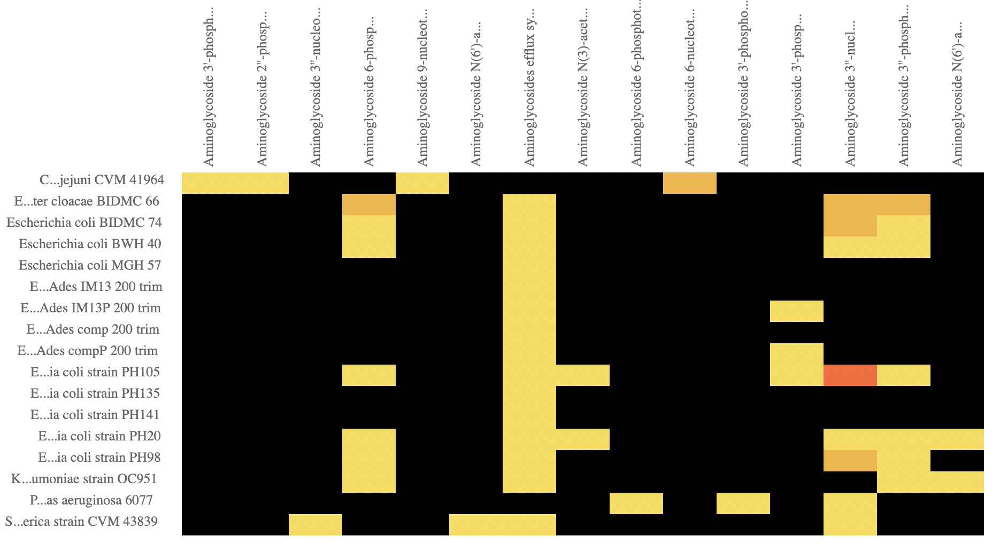 Aminoglycoside 3'-phosph...
Aminoglycoside 2''-phosp...
Aminoglycoside 3''-nucleo...
Aminoglycoside 6-phosp...
Aminoglycoside 9-nucleot...
Aminoglycoside N(6')-a...
Aminoglycosides efflux sy...
Aminoglycoside N(3)-acet...
Aminoglycoside 6-phosphot...
Aminoglycoside 6-nucleot...
Aminoglycoside 3'-phospho...
Aminoglycoside 3'-phosp...
Aminoglycoside 3''-nucl...
Aminoglycoside 3''-phosph...
Aminoglycoside N(6')-a...
C...jejuni CVM 41964
E...ter cloacae BIDMC 66
Escherichia coli BIDMC 74
Escherichia coli BWH 40
Escherichia coli MGH 57
E...Ades IM13 200 trim
E...Ades IM13P 200 trim
E...Ades comp 200 trim
E...Ades compP 200 trim
E...ia coli strain PH105
E...ia coli strain PH135
E...ia coli strain PH141
E...ia coli strain PH20
E...ia coli strain PH98
K...umoniae strain OC951
P...as aeruginosa 6077
S...erica strain CVM 43839